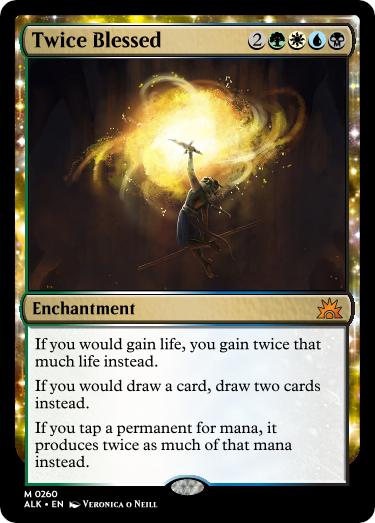 Twice Blessed 2
Enchantment
If you would gain life, you gain twice that
much life instead.
If you would draw a card, draw two cards
instead.
If you tap a permanent for mana, it
produces twice as much of that mana
instead.
M 0260
ALK • EN Veronica o Neill